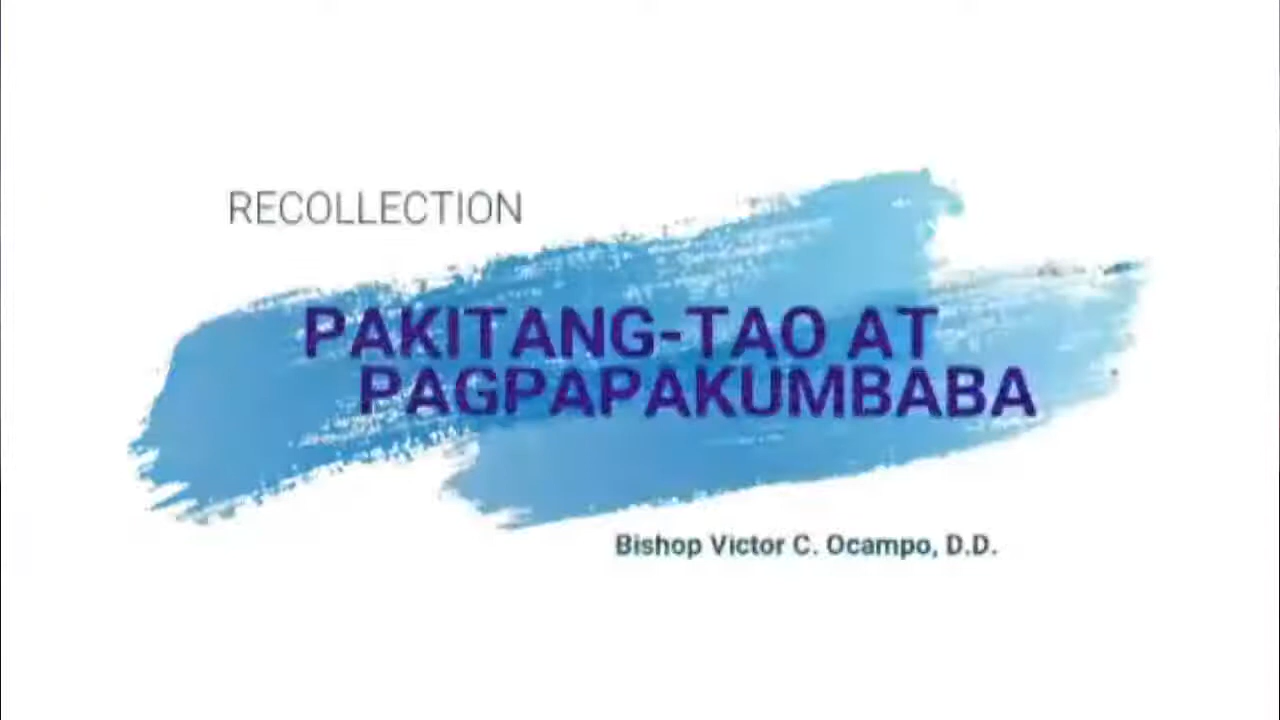 RECOLLECTION
PAKITANG-TAO AT
PAGPAPAKUMBABA
Bishop Victor C. Ocampo, D.D.